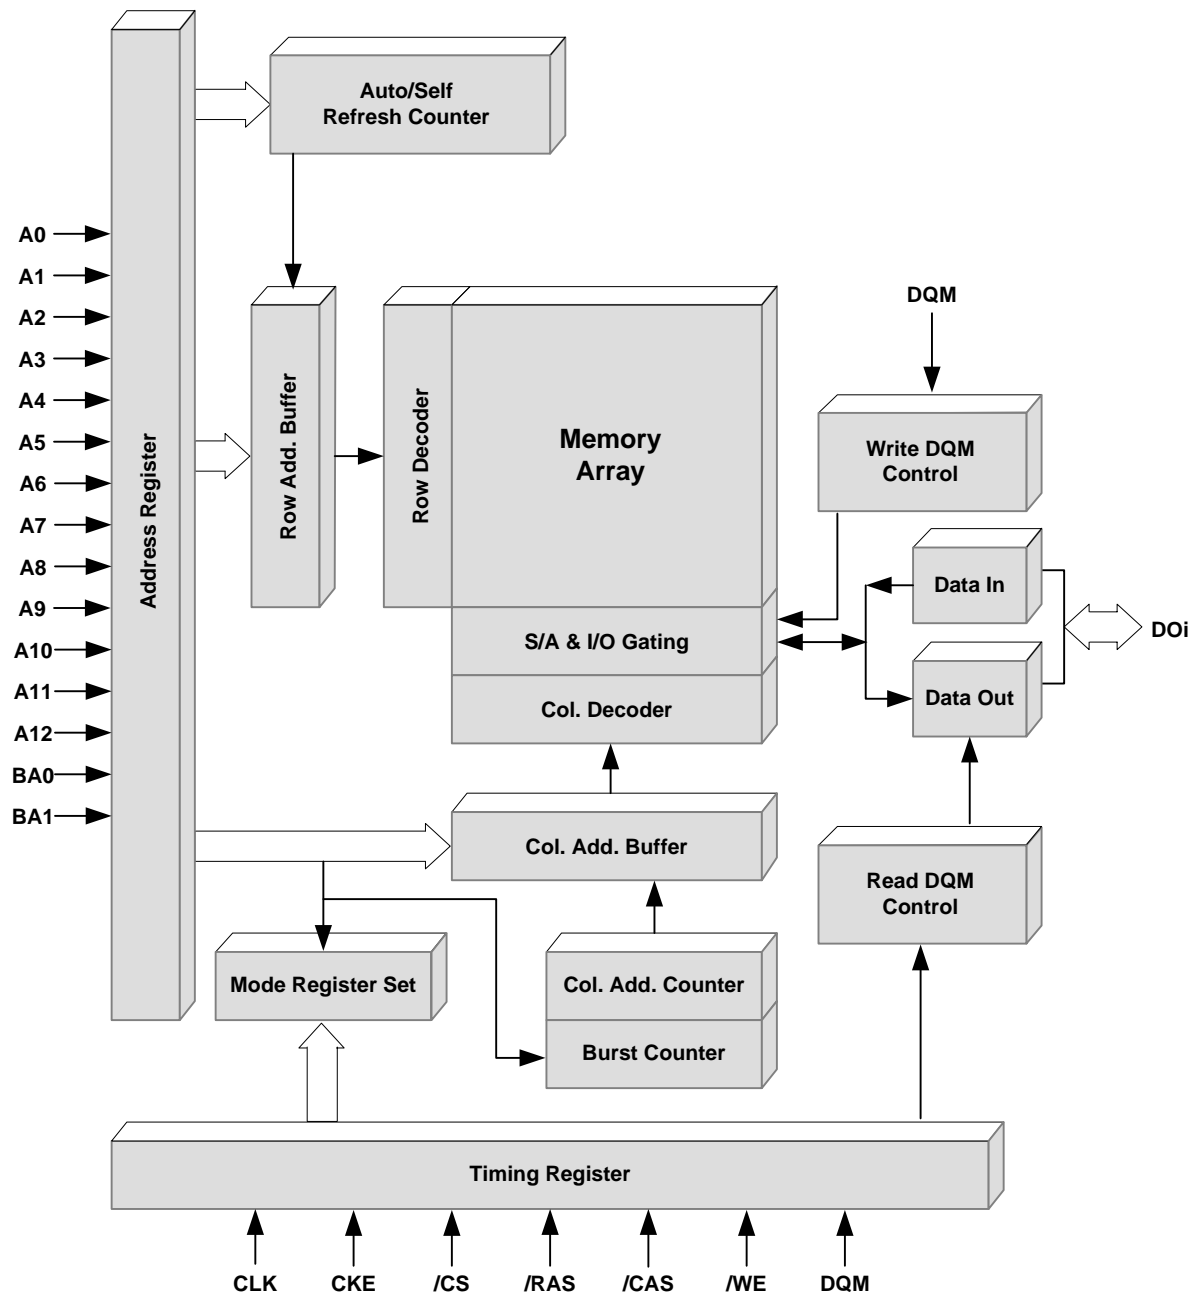 Auto/Self
Refresh Counter
A0
A1
A2
A3
A4
A5
A6
A7
A8
A9
A10
A11
A12
BA0
BA1
Address Register
Row Add. Buffer
Row Decoder
Memory
Array
S/A & I/O Gating
Col. Decoder
DQM
Write DQM
Control
Data In
Data Out
DOi
Col. Add. Buffer
Read DQM
Control
Mode Register Set
Col. Add. Counter
Burst Counter
Timing Register
CLK
CKE
/CS
/RAS
/CAS
/WE
DQM